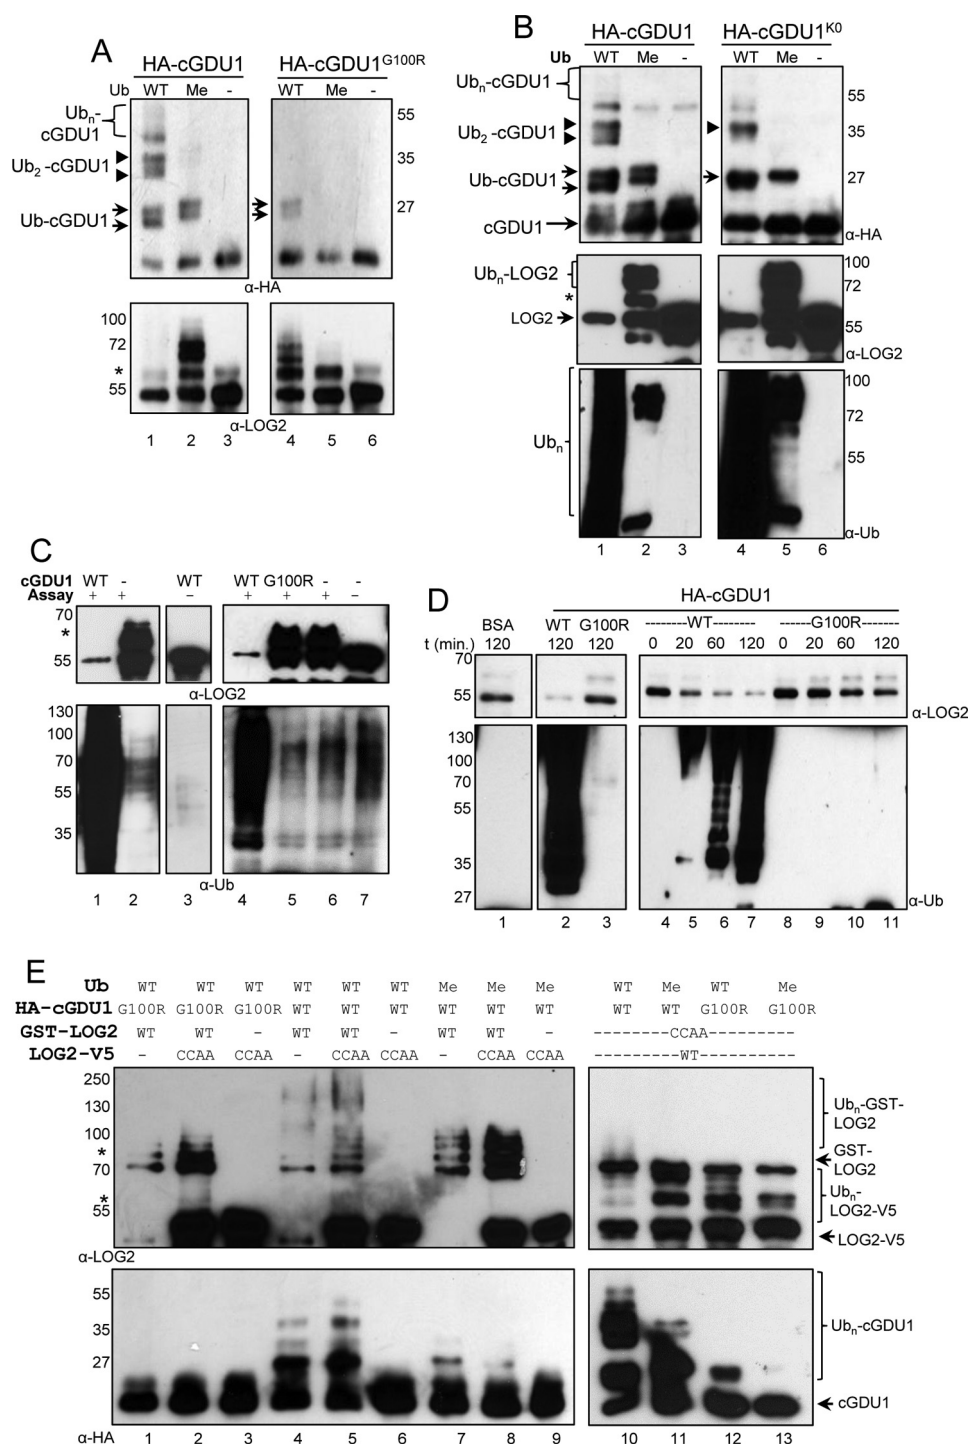 A
HA-cGDU1 HA-cGDU1G100R
Ub WT Me - WT Me -
Ubn-
cGDU1
Ub2 -cGDU1
Ub-cGDU1
55
35
27
α-HA
100
72
*
55
α-LOG2
1 2 3 4 5 6
B
HA-cGDU1 HA-cGDU1K0
Ub WT Me - WT Me -
Ubn-cGDU1
Ub2 -cGDU1
Ub-cGDU1
cGDU1
55
35
27
α-HA
Ubn-LOG2
*
LOG2
100
72
55
α-LOG2
Ubn
100
72
55
α-Ub
1 2 3 4 5 6
C
cGDU1 WT - WT WT G100R - -
Assay + + - + + + -
70
*
55
α-LOG2
130
100
70
55
35
α-Ub
1 2 3 4 5 6 7
D
HA-cGDU1
BSA WT G100R -------WT------- -----G100R------
t (min.) 120 120 120 0 20 60 120 0 20 60 120
70
55
α-LOG2
130
100
70
55
35
27
α-Ub
1 2 3 4 5 6 7 8 9 10 11
E
Ub WT WT WT WT WT WT Me Me Me WT Me WT Me
HA-cGDU1 G100R G100R G100R WT WT WT WT WT WT WT WT G100R G100R
GST-LOG2 WT WT - WT WT - WT WT - --------CCAA---------
LOG2-V5 - CCAA CCAA - CCAA CCAA - CCAA CCAA ---------WT----------
250
130
100
*
70
*
55
α-LOG2
Ubn-GST-
LOG2
GST-
LOG2
Ubn-
LOG2-V5
LOG2-V5
55
35
27
α-HA
Ubn-cGDU1
cGDU1
1 2 3 4 5 6 7 8 9 10 11 12 13